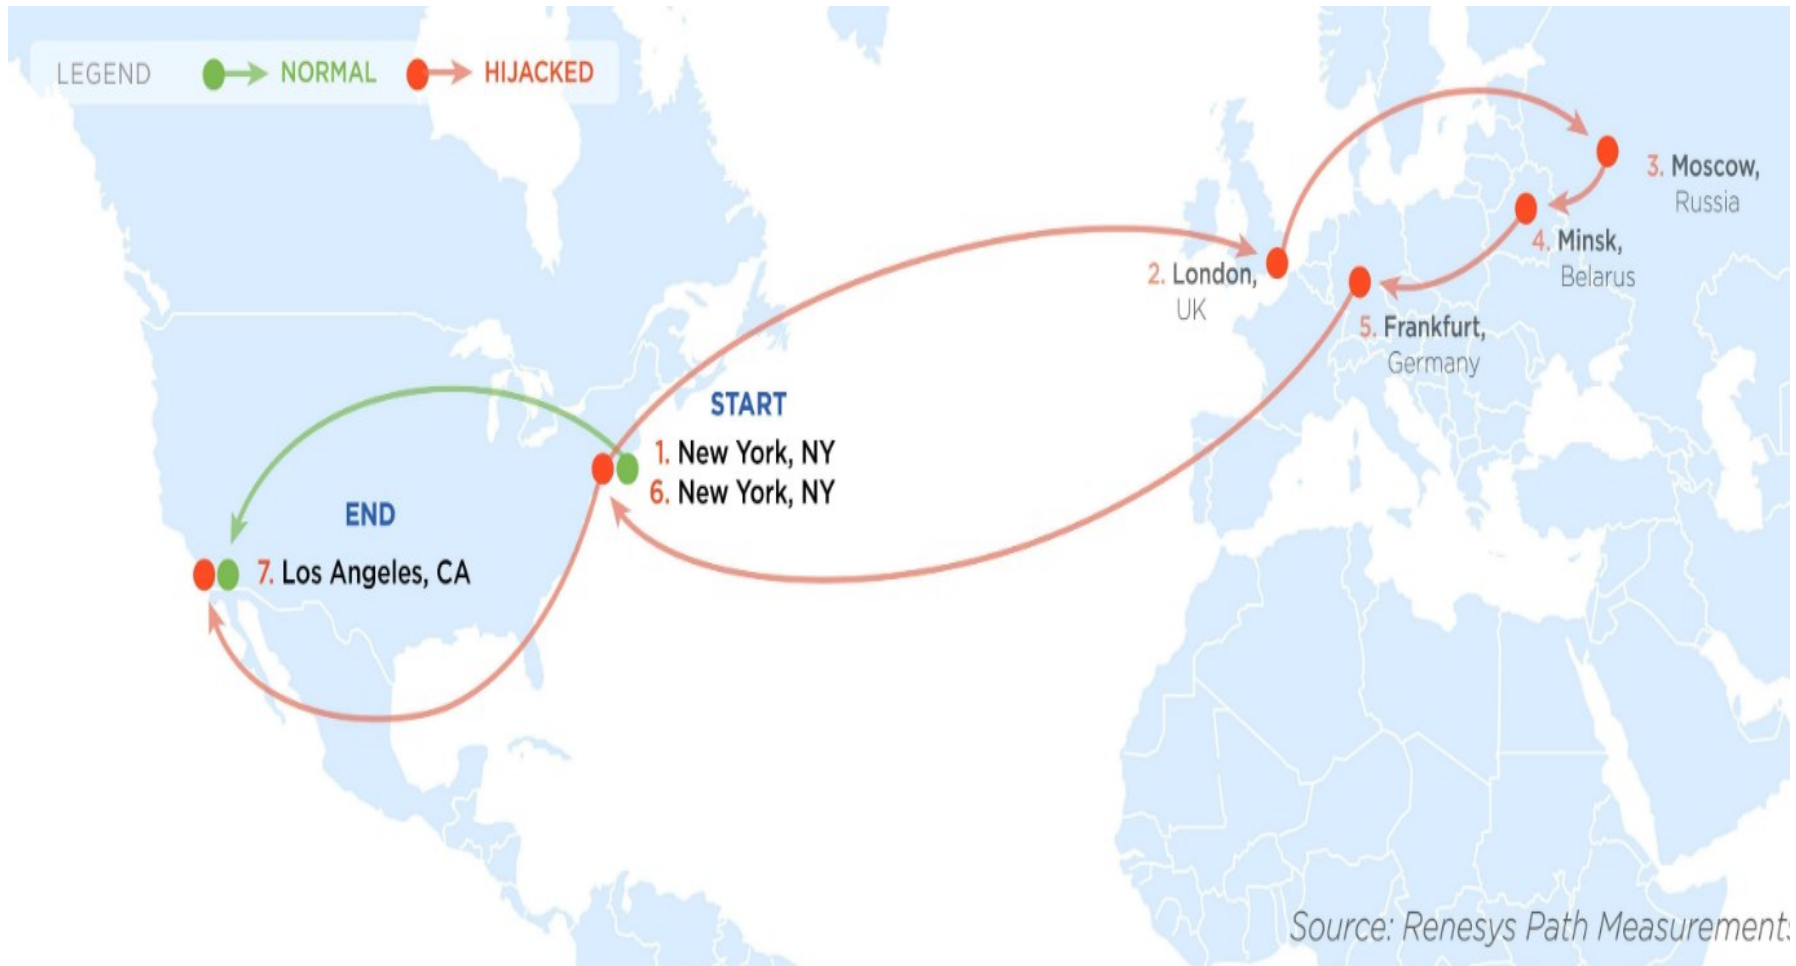 LEGEND NORMAL HIJACKED
3. Moscow,
Russia
4. Minsk,
Belarus
2. London,
UK
5. Frankfurt,
Germany
START
1. New York, NY
6. New York, NY
END
7. Los Angeles, CA
Source: Renesys Path Measurements